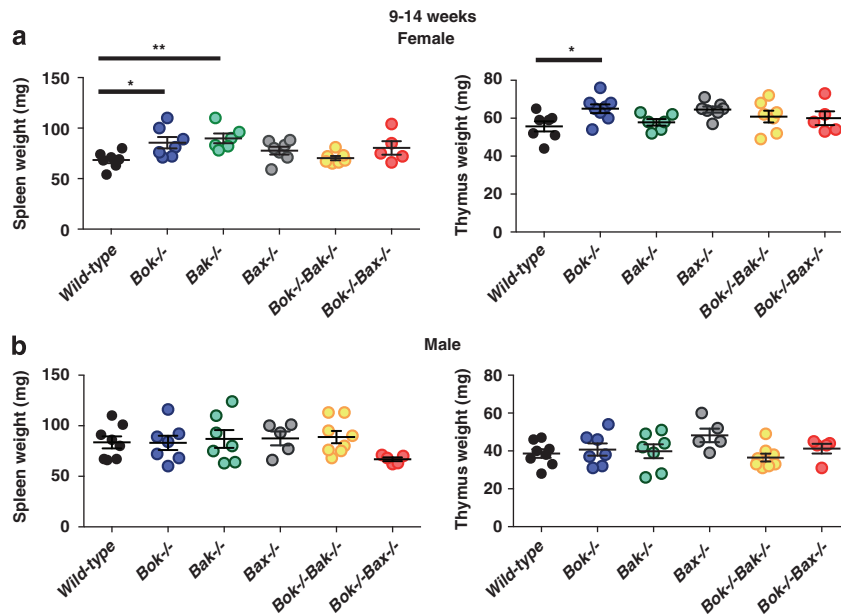 9-14 weeks
a
Female
**
*
150
100
50
0
Spleen weight (mg)
Wild-type
Bok-/-
Bak-/-
Bax-/-
Bok-/-Bak-/-
Bok-/-Bax-/-
*
80
60
40
20
0
Thymus weight (mg)
Wild-type
Bok-/-
Bak-/-
Bax-/-
Bok-/-Bak-/-
Bok-/-Bax-/-
b
Male
150
100
50
0
Spleen weight (mg)
Wild-type
Bok-/-
Bak-/-
Bax-/-
Bok-/-Bak-/-
Bok-/-Bax-/-
80
60
40
20
0
Thymus weight (mg)
Wild-type
Bok-/-
Bak-/-
Bax-/-
Bok-/-Bak-/-
Bok-/-Bax-/-